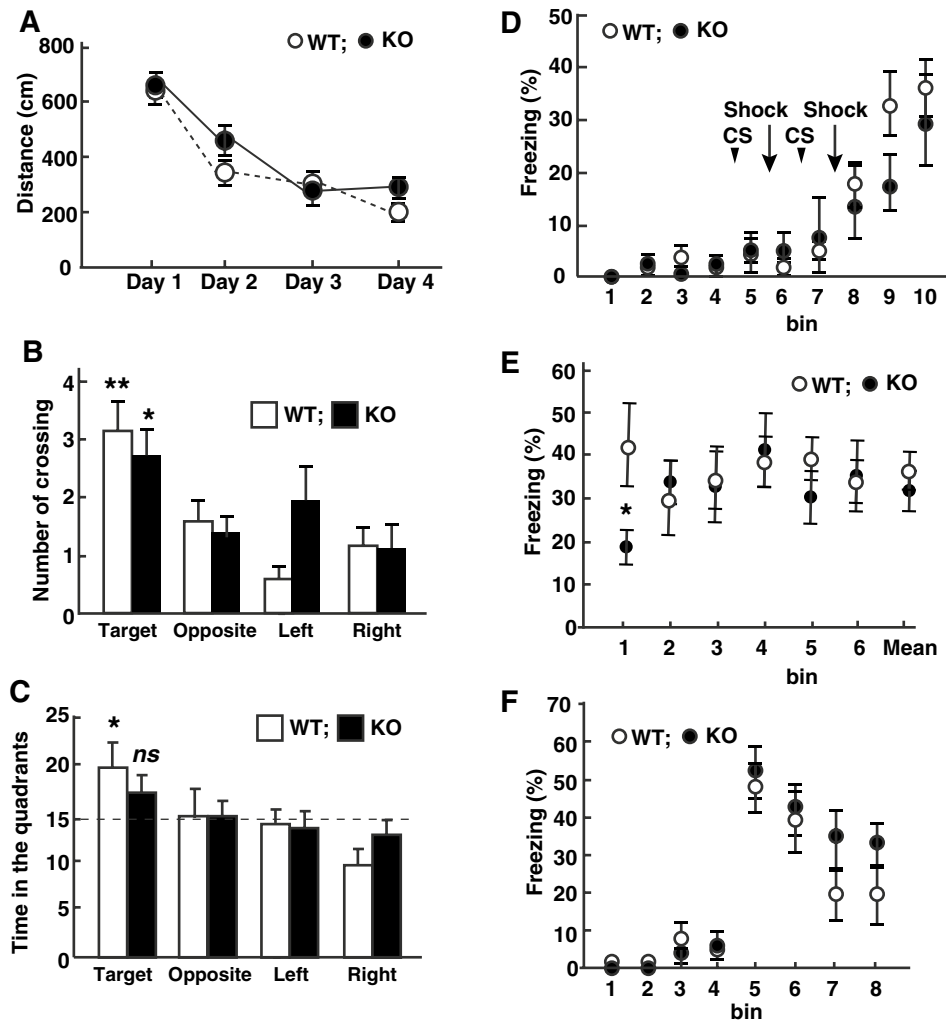 A
WT; KO
Distance (cm)
800
600
400
200
0
Day 1 Day 2 Day 3 Day 4
B
WT; KO
Number of crossing
4
3
2
1
0
** *
Target Opposite Left Right
C
WT; KO
Time in the quadrants
25
20
15
10
5
0
* ns
Target Opposite Left Right
D
WT; KO
Freezing (%)
50
40
30
20
10
0
Shock Shock
CS CS
1 2 3 4 5 6 7 8 9 10
bin
E
WT; KO
Freezing (%)
60
50
40
30
20
10
0
*
1 2 3 4 5 6 Mean
bin
F
WT; KO
Freezing (%)
70
60
50
40
30
20
10
0
1 2 3 4 5 6 7 8
bin